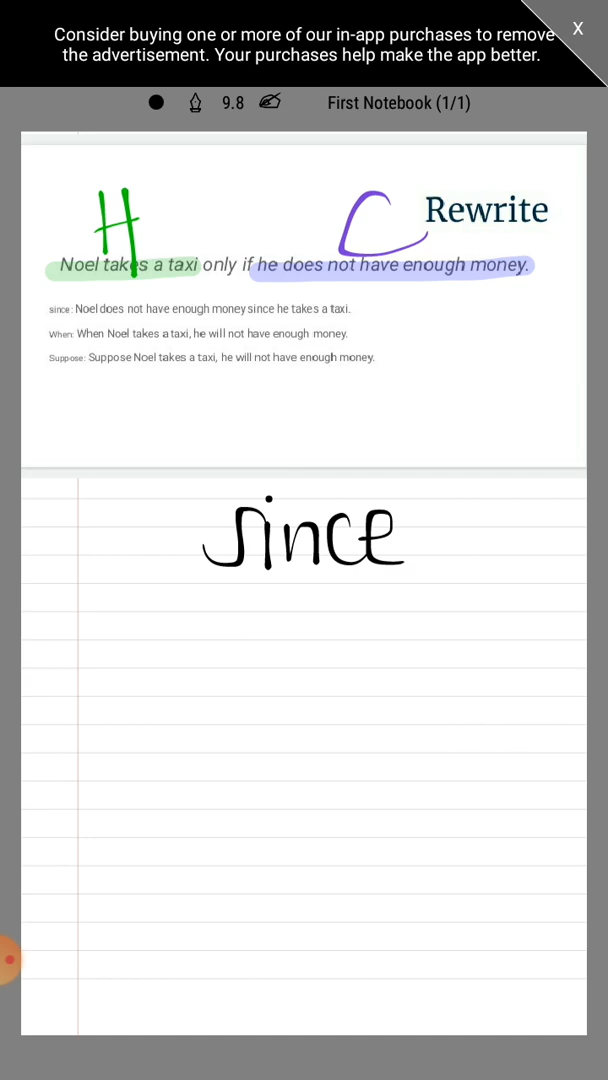 Consider buying one or more of our in-app purchases to remove
the advertisement. Your purchases help make the app better.
X
9.8 First Notebook (1/1)
H C Rewrite
Noel takes a taxi only if he does not have enough money.
since: Noel does not have enough money since he takes a taxi.
When: When Noel takes a taxi, he will not have enough money.
Suppose: Suppose Noel takes a taxi, he will not have enough money.
since